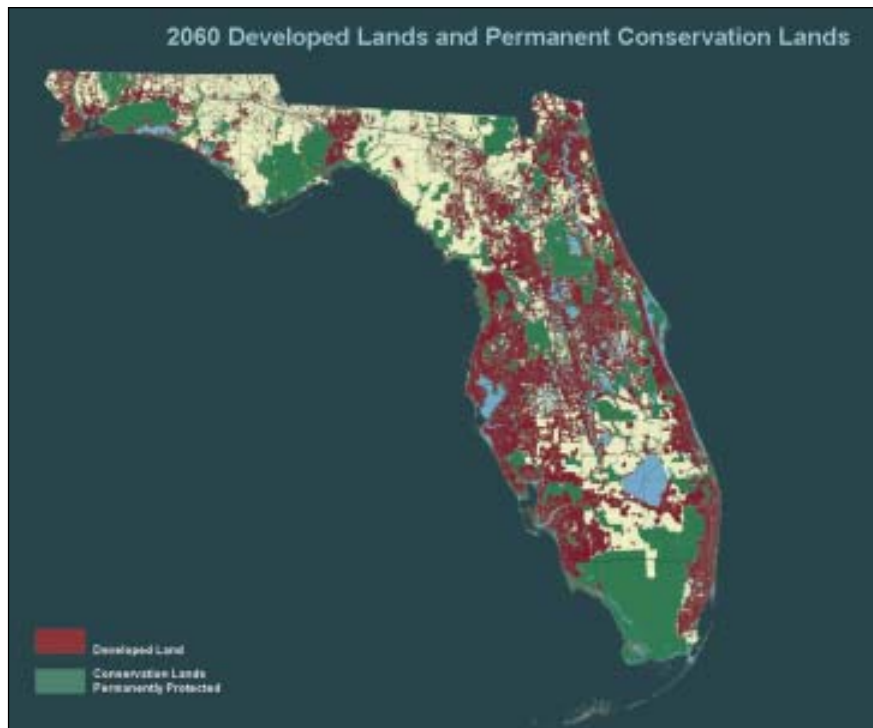 2060 Developed Lands and Permanent Conservation Lands
Developed Land
Conservation Lands
Permanently Protected